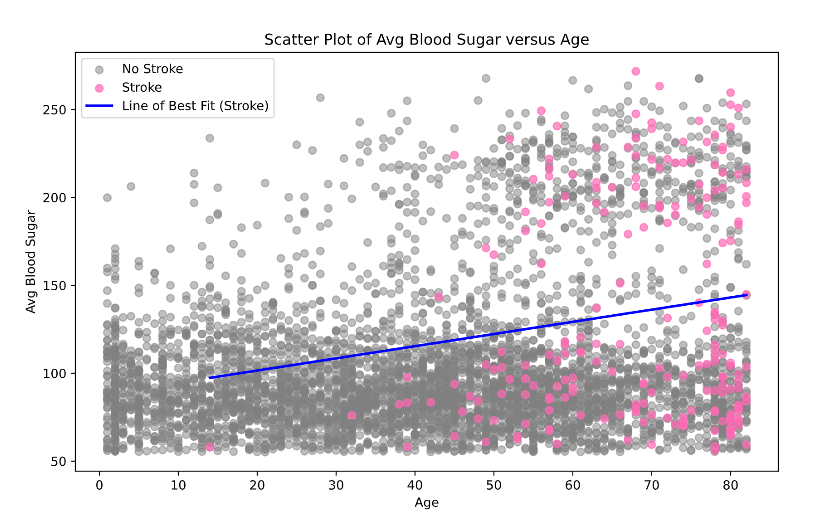 Scatter Plot of Avg Blood Sugar versus Age
No Stroke
Stroke
Line of Best Fit (Stroke)
250
200
150
100
50
Avg Blood Sugar
0 10 20 30 40 50 60 70 80
Age